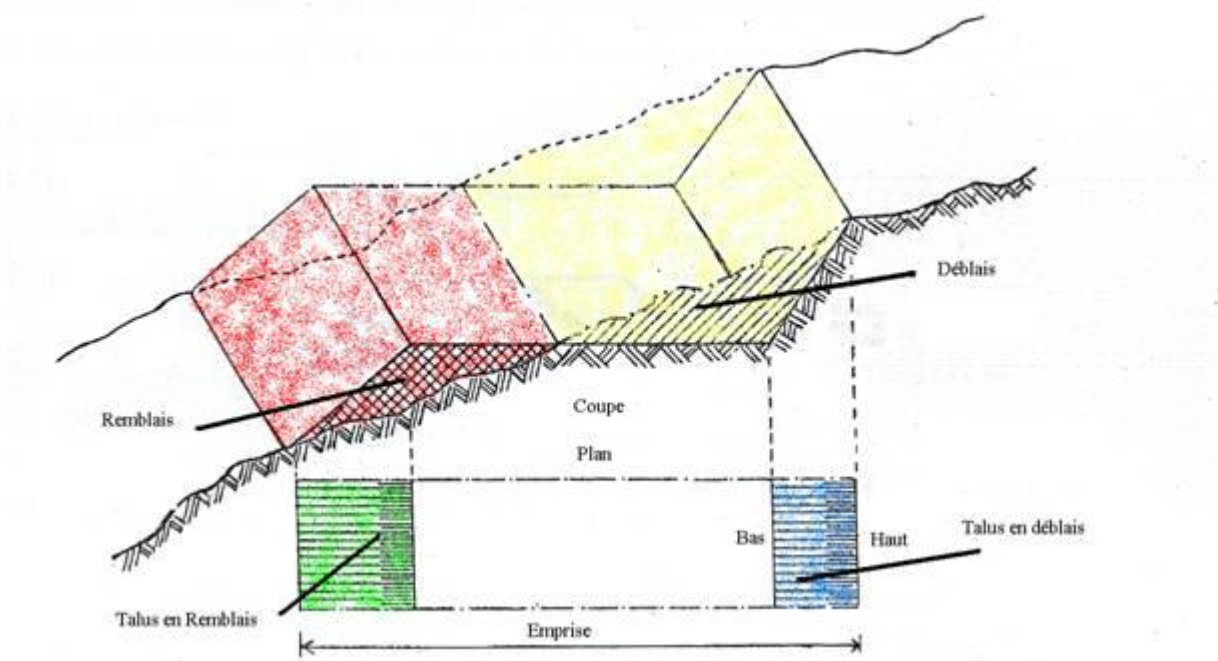 Déblais
Remblais
Coupe
Plan
Bas
Haut
Talus en déblais
Talus en Remblais
Emprise